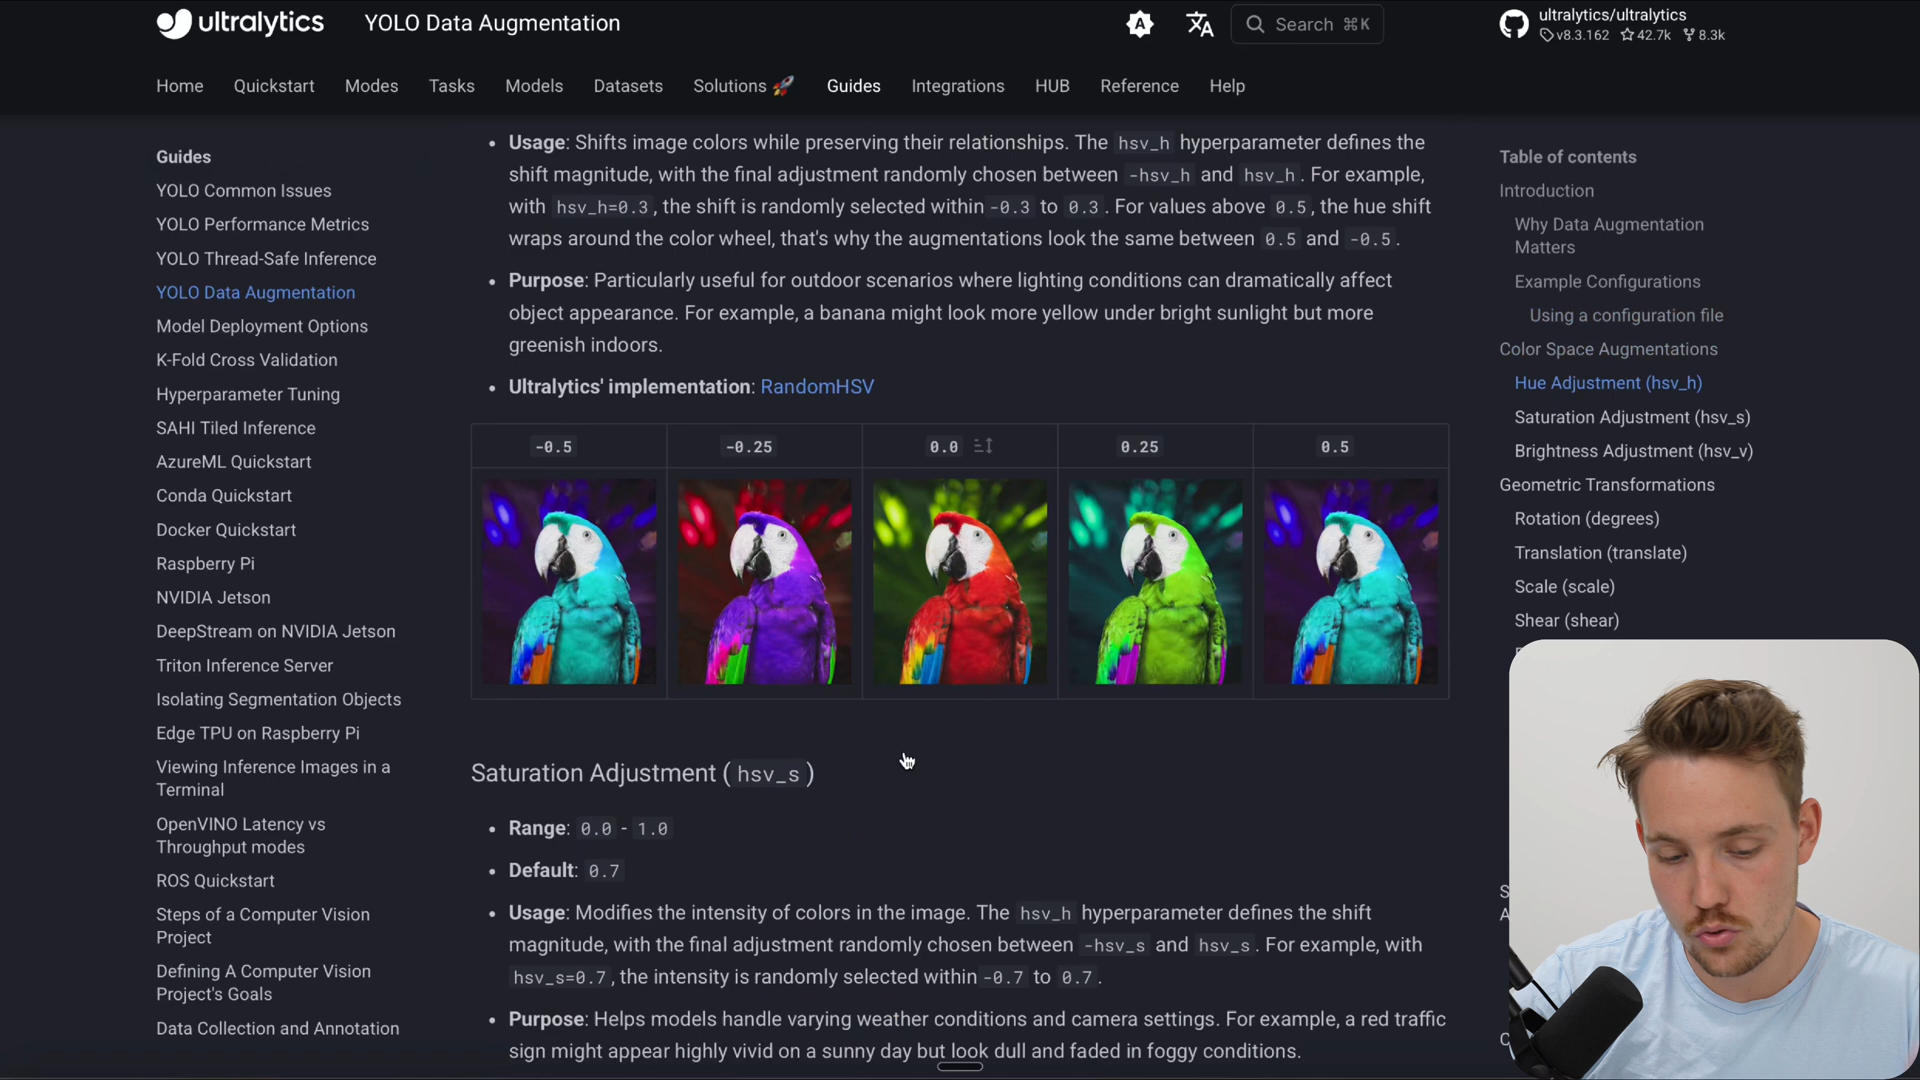 ultralytics YOLO Data Augmentation Search ⌘K ultralytics/ultralytics
v8.3.162 42.7k 8.3k
Home Quickstart Modes Tasks Models Datasets Solutions 🚀 Guides Integrations HUB Reference Help
Guides
YOLO Common Issues
YOLO Performance Metrics
YOLO Thread-Safe Inference
YOLO Data Augmentation
Model Deployment Options
K-Fold Cross Validation
Hyperparameter Tuning
SAHI Tiled Inference
AzureML Quickstart
Conda Quickstart
Docker Quickstart
Raspberry Pi
NVIDIA Jetson
DeepStream on NVIDIA Jetson
Triton Inference Server
Isolating Segmentation Objects
Edge TPU on Raspberry Pi
Viewing Inference Images in a
Terminal
OpenVINO Latency vs
Throughput modes
ROS Quickstart
Steps of a Computer Vision
Project
Defining A Computer Vision
Project's Goals
Data Collection and Annotation
• Usage: Shifts image colors while preserving their relationships. The hsv_h hyperparameter defines the
shift magnitude, with the final adjustment randomly chosen between -hsv_h and hsv_h. For example,
with hsv_h=0.3, the shift is randomly selected within -0.3 to 0.3. For values above 0.5, the hue shift
wraps around the color wheel, that's why the augmentations look the same between 0.5 and -0.5.
• Purpose: Particularly useful for outdoor scenarios where lighting conditions can dramatically affect
object appearance. For example, a banana might look more yellow under bright sunlight but more
greenish indoors.
• Ultralytics' implementation: RandomHSV
-0.5 -0.25 0.0 0.25 0.5
Saturation Adjustment (hsv_s)
• Range: 0.0 - 1.0
• Default: 0.7
• Usage: Modifies the intensity of colors in the image. The hsv_h hyperparameter defines the shift
magnitude, with the final adjustment randomly chosen between -hsv_s and hsv_s. For example, with
hsv_s=0.7, the intensity is randomly selected within -0.7 to 0.7.
• Purpose: Helps models handle varying weather conditions and camera settings. For example, a red traffic
sign might appear highly vivid on a sunny day but look dull and faded in foggy conditions.
Table of contents
Introduction
Why Data Augmentation
Matters
Example Configurations
Using a configuration file
Color Space Augmentations
Hue Adjustment (hsv_h)
Saturation Adjustment (hsv_s)
Brightness Adjustment (hsv_v)
Geometric Transformations
Rotation (degrees)
Translation (translate)
Scale (scale)
Shear (shear)